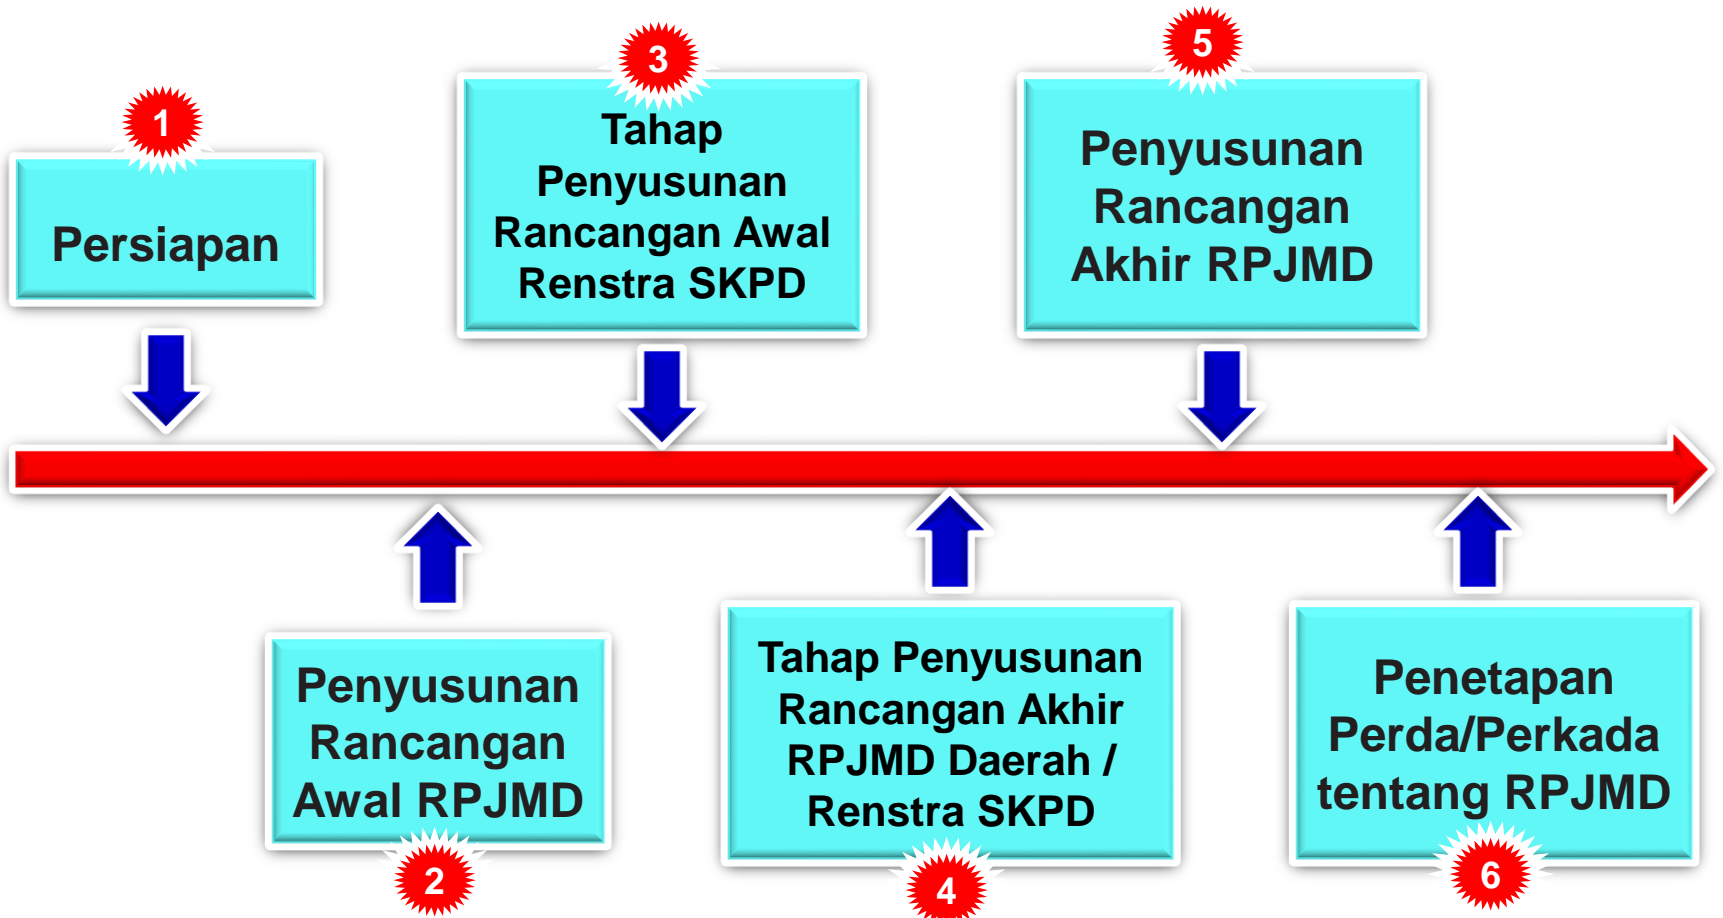 1
Persiapan
2
Penyusunan
Rancangan
Awal RPJMD
3
Tahap
Penyusunan
Rancangan Awal
Renstra SKPD
4
Tahap Penyusunan
Rancangan Akhir
RPJMD Daerah /
Renstra SKPD
5
Penyusunan
Rancangan
Akhir RPJMD
6
Penetapan
Perda/Perkada
tentang RPJMD